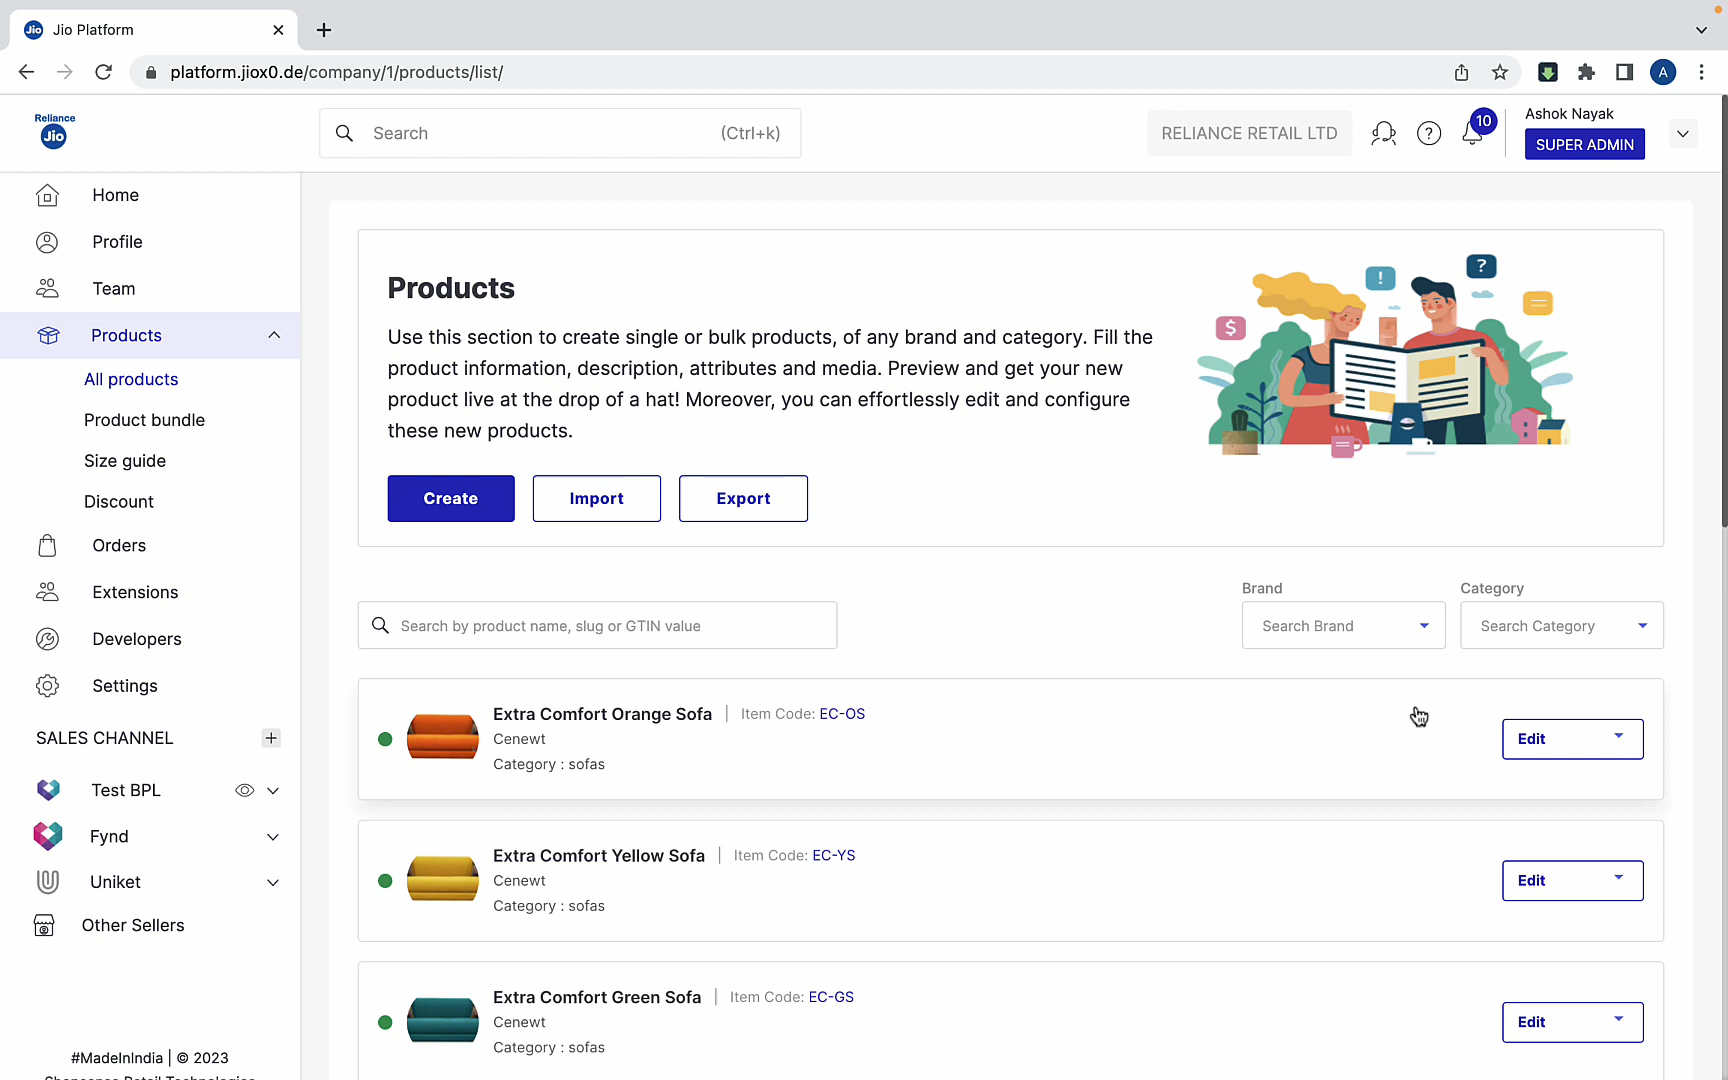 Jio Platform
platform.jiox0.de/company/1/products/list/
A
Reliance
Jio
Search (Ctrl+k)
RELIANCE RETAIL LTD
?
10
Ashok Nayak
SUPER ADMIN
Home
Profile
Team
Products
All products
Product bundle
Size guide
Discount
Orders
Extensions
Developers
Settings
SALES CHANNEL
Test BPL
Fynd
Uniket
Other Sellers
#MadeInIndia | © 2023
Products
Use this section to create single or bulk products, of any brand and category. Fill the
product information, description, attributes and media. Preview and get your new
product live at the drop of a hat! Moreover, you can effortlessly edit and configure
these new products.
$
!
?
Create Import Export
Brand Category
Search by product name, slug or GTIN value Search Brand Search Category
Extra Comfort Orange Sofa | Item Code: EC-OS
Cenewt
Category : sofas
Edit
Extra Comfort Yellow Sofa | Item Code: EC-YS
Cenewt
Category : sofas
Edit
Extra Comfort Green Sofa | Item Code: EC-GS
Cenewt
Category : sofas
Edit